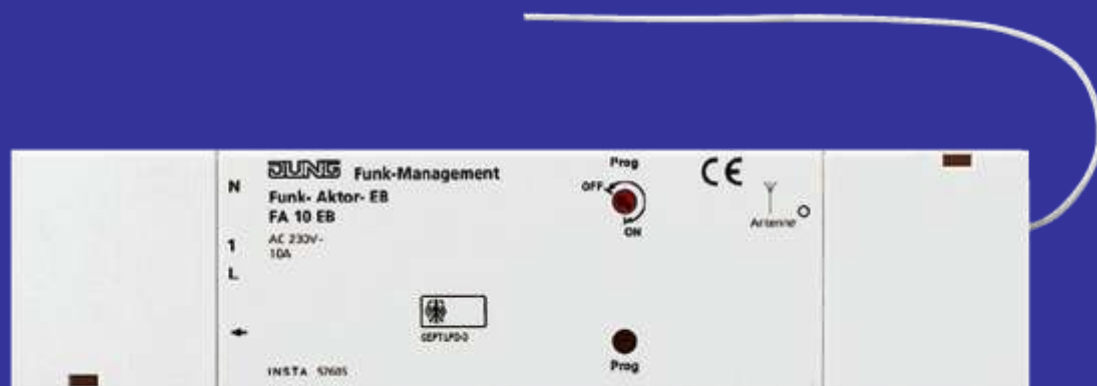 JUNG Funk-Management
Funk- Aktor- EB
FA 10 EB
AC 230V~
10A
N
1
L
Prog
OFF
ON
CE
Antenne
INSTA
Prog